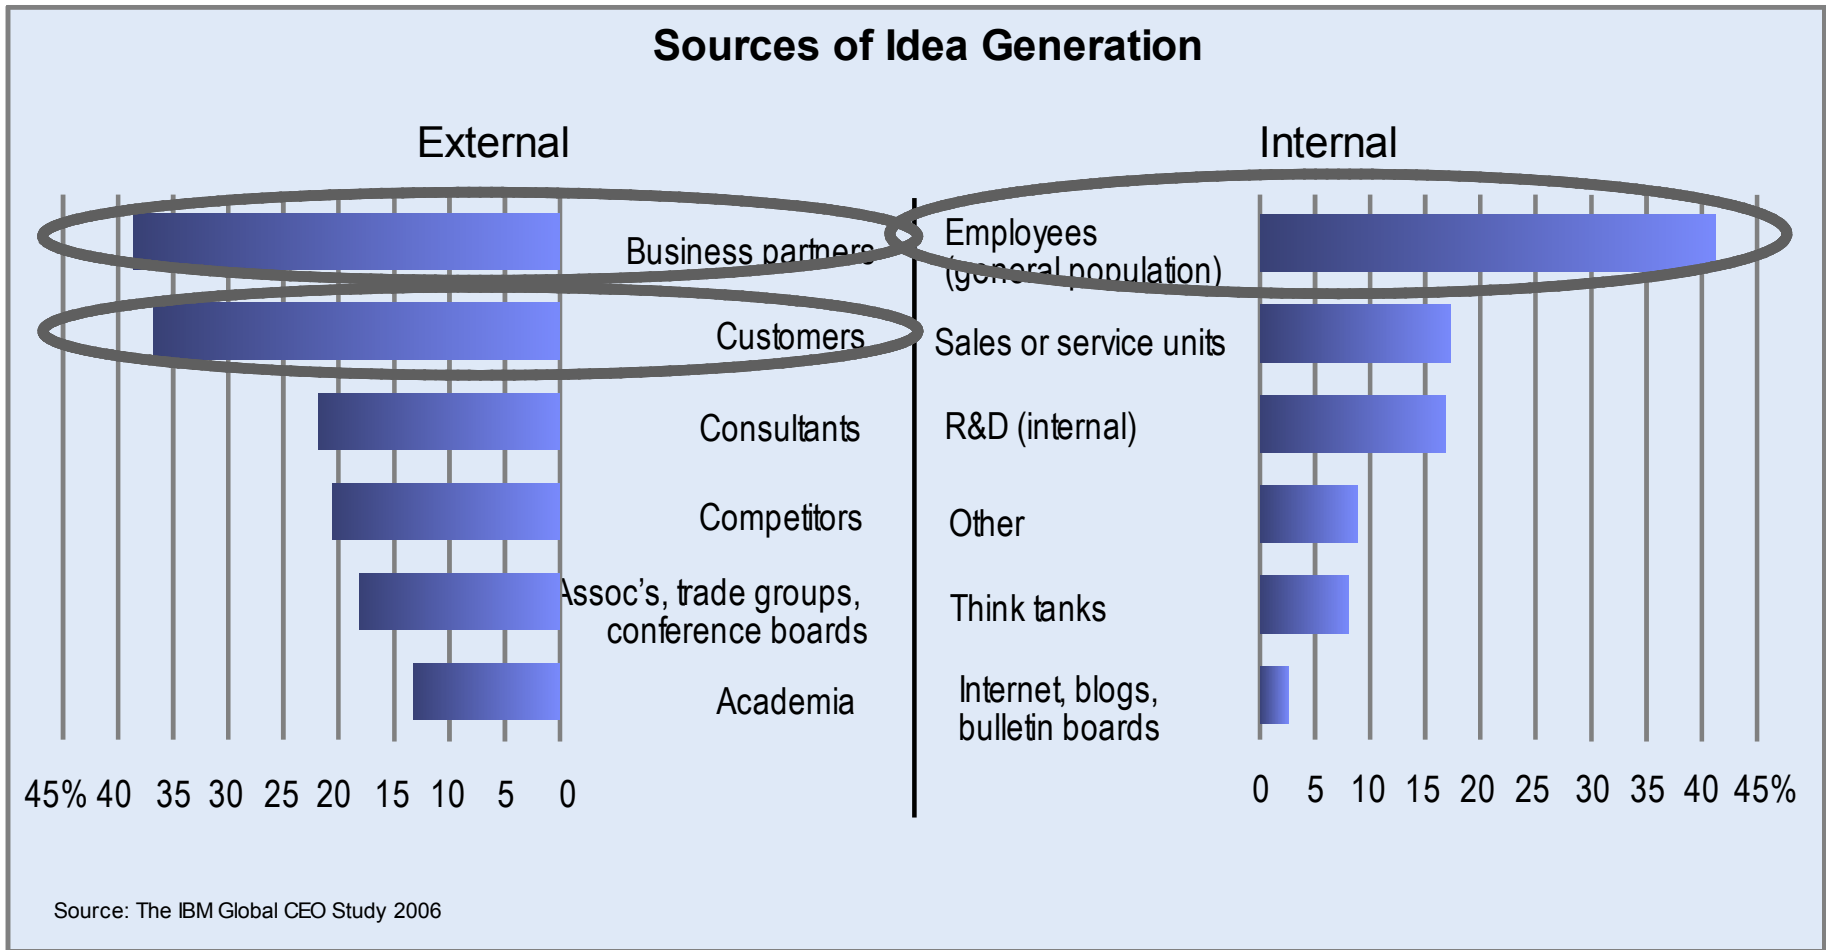 Sources of Idea Generation
External
Business partners
Customers
Consultants
Competitors
Assoc's, trade groups,
conference boards
Academia
45% 40 35 30 25 20 15 10 5 0
Internal
Employees
(general population)
Sales or service units
R&D (internal)
Other
Think tanks
Internet, blogs,
bulletin boards
0 5 10 15 20 25 30 35 40 45%
Source: The IBM Global CEO Study 2006